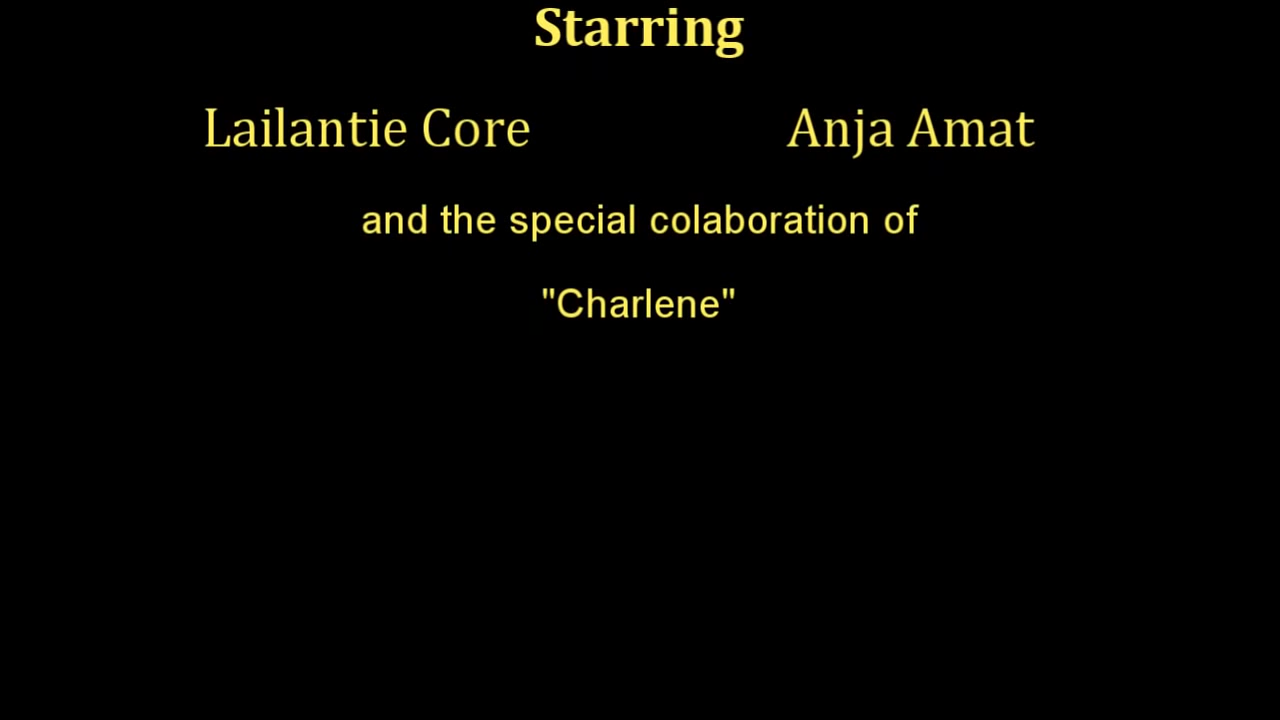 Starring
Lailantie Core Anja Amat
and the special colaboration of
"Charlene"